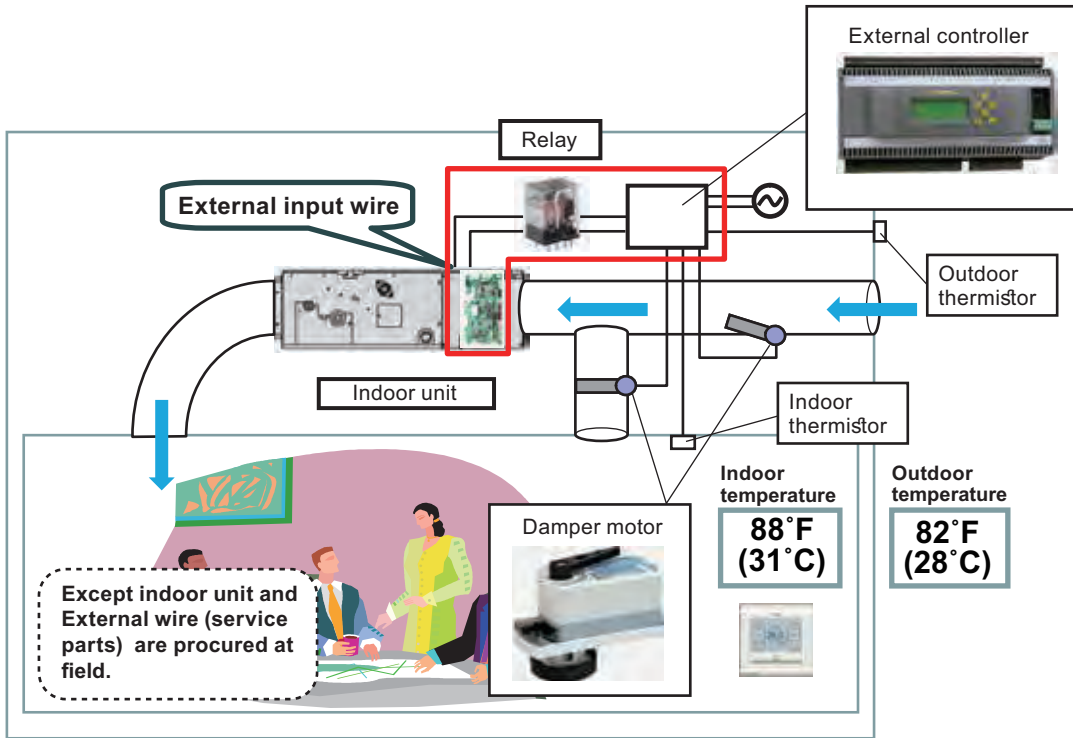 External controller
Relay
External input wire
Outdoor
thermistor
Indoor unit
Indoor
thermistor
Indoor
temperature
88˚F
(31˚C)
Outdoor
temperature
82˚F
(28˚C)
Damper motor
Except indoor unit and
External wire (service
parts) are procured at
field.